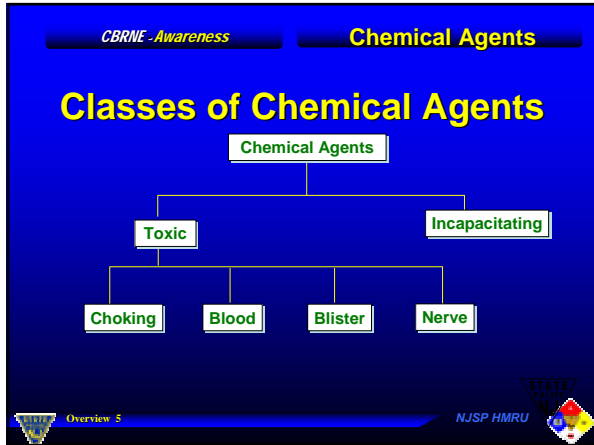 CBRNE - Awareness
Chemical Agents
Classes of Chemical Agents
Chemical Agents
Toxic
Incapacitating
Choking
Blood
Blister
Nerve
Overview 5
NJSP HMRU